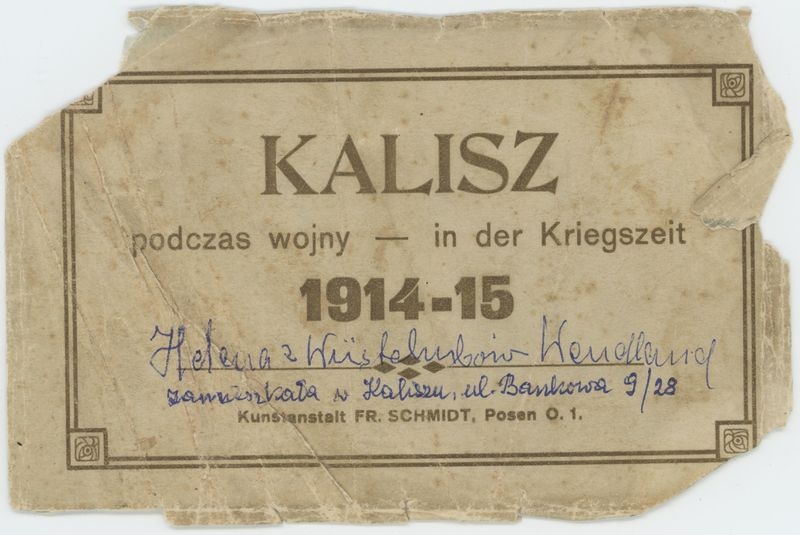 KALISZ
podczas wojny — in der Kriegszeit
1914-15
Helena z Wüstehubów Wendland
zamieszkała w Kaliszu, ul. Bankowa 9/28
Kunstanstalt FR. SCHMIDT, Posen O. 1.